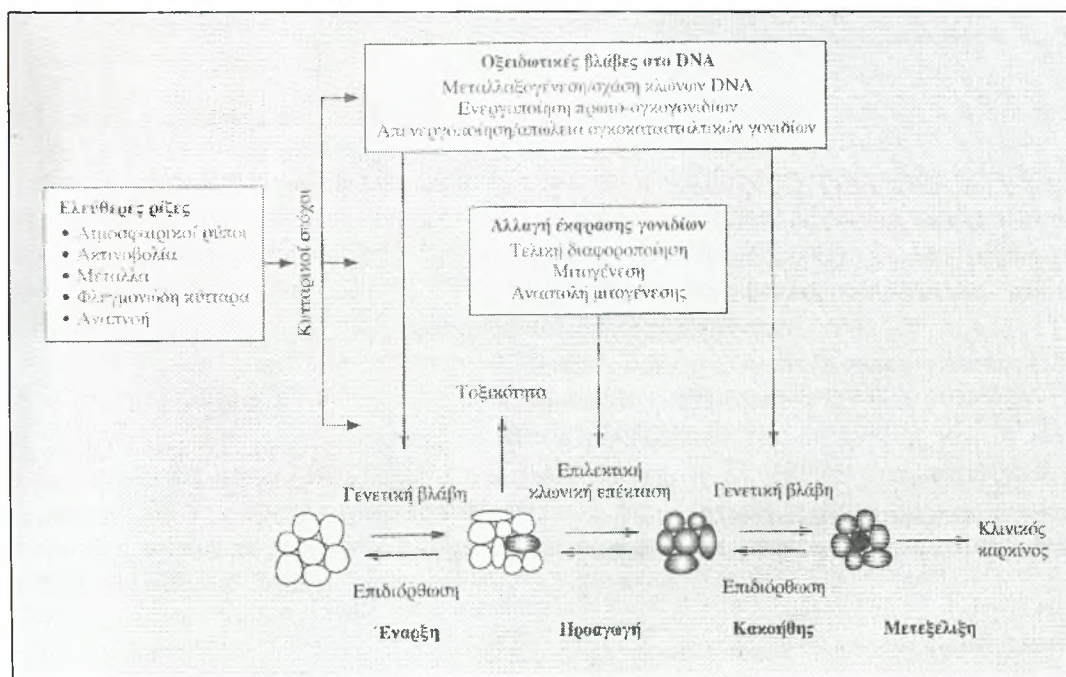 Οξειδωτικές βλάβες στο DNA
Μεταλλαξογένεση/σχάση κλώνων DNA
Ενεργοποίηση πρωτο-ογκογονιδίων
Απενεργοποίηση/απώλεια ογκοκατασταλτικών γονιδίων
Ελεύθερες ρίζες
• Ατμοσφαιρικοί ρύποι
• Ακτινοβολία
• Μέταλλα
• Φλεγμονώδη κύτταρα
• Αναπνοή
Κυτταρικοί στόχοι
Αλλαγή έκφρασης γονιδίων
Τελική διαφοροποίηση
Μιτογένεση
Αναστολή μιτογένεσης
Τοξικότητα
Γενετική βλάβη
Επιλεκτική
κλωνική επέκταση
Γενετική βλάβη
Κλινικός
καρκίνος
Επιδιόρθωση
Επιδιόρθωση
Έναρξη
Προαγωγή
Κακοήθης
Μετεξέλιξη